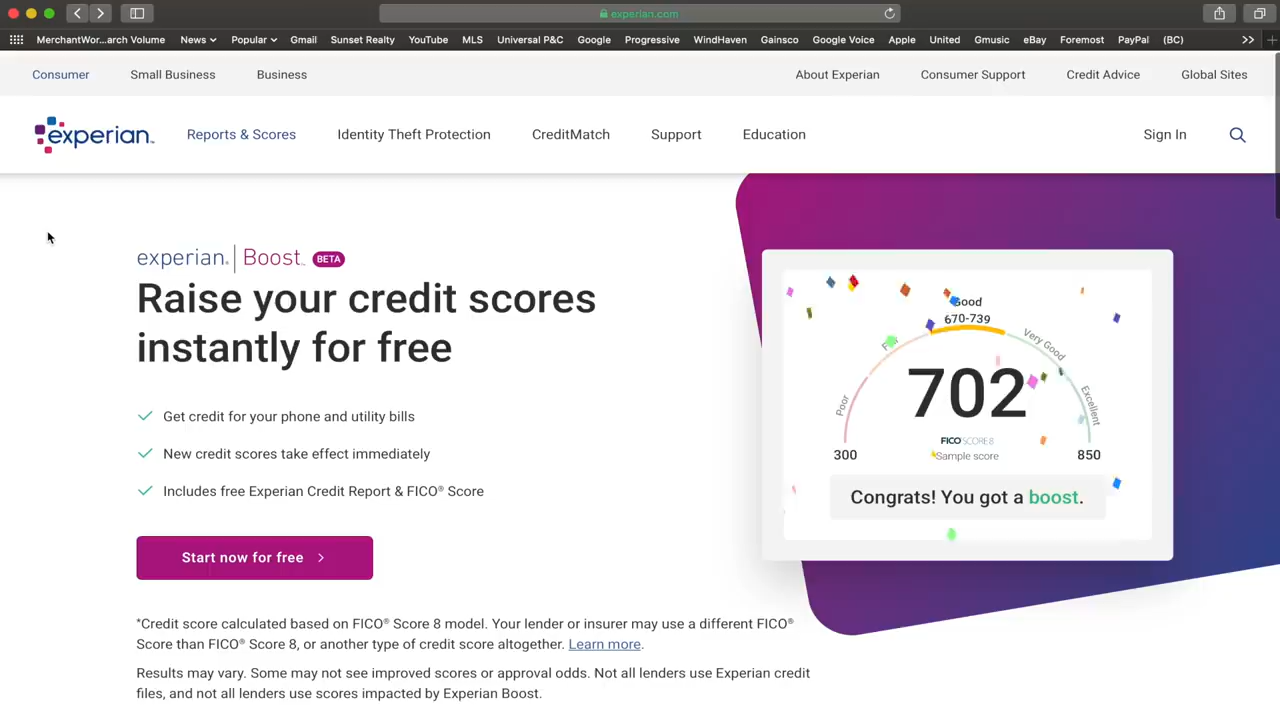 experian.com
MerchantWor...arch Volume News Popular Gmail Sunset Realty YouTube MLS Universal P&C Google Progressive WindHaven Gainsco Google Voice Apple United Gmusic eBay Foremost PayPal (BC)
Consumer Small Business Business About Experian Consumer Support Credit Advice Global Sites
experian. Reports & Scores Identity Theft Protection CreditMatch Support Education Sign In
experian. Boost BETA
Raise your credit scores
instantly for free
Get credit for your phone and utility bills
New credit scores take effect immediately
Includes free Experian Credit Report & FICO® Score
Start now for free
*Credit score calculated based on FICO® Score 8 model. Your lender or insurer may use a different FICO®
Score than FICO® Score 8, or another type of credit score altogether. Learn more.
Results may vary. Some may not see improved scores or approval odds. Not all lenders use Experian credit
files, and not all lenders use scores impacted by Experian Boost.
Good
670-739
Very Good
Poor
Excellent
702
300
850
FICO SCORE 8
Sample score
Congrats! You got a boost.